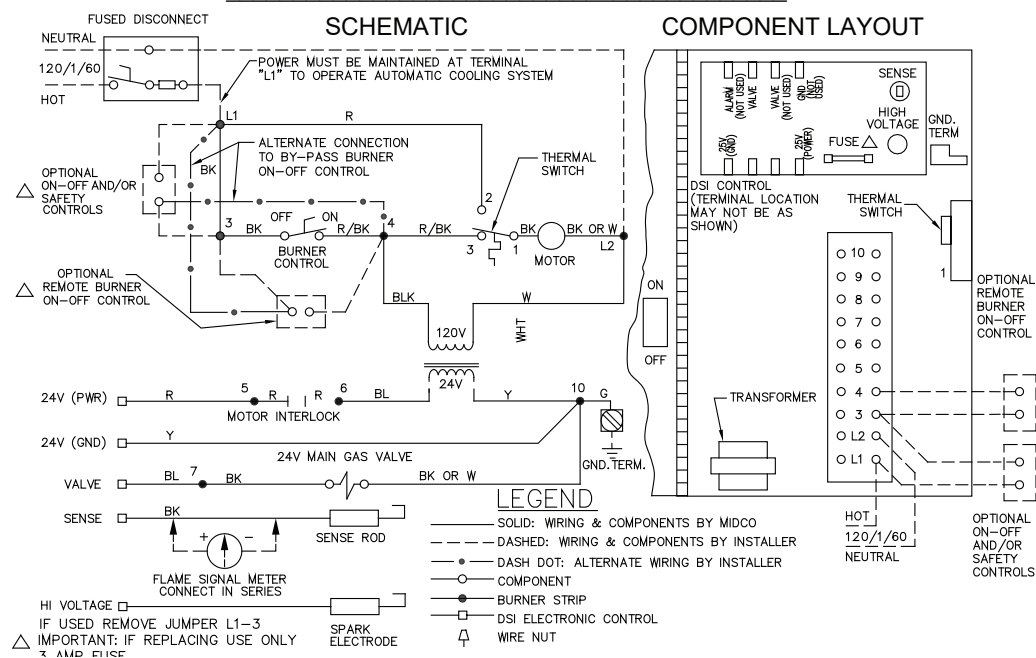 SCHEMATIC
COMPONENT LAYOUT
FUSED DISCONNECT
NEUTRAL
120/1/60
HOT
POWER MUST BE MAINTAINED AT TERMINAL
"L1" TO OPERATE AUTOMATIC COOLING SYSTEM
L1
R
ALTERNATE CONNECTION
TO BY-PASS BURNER
ON-OFF CONTROL
BK
OPTIONAL
ON-OFF AND/OR
SAFETY
CONTROLS
THERMAL
SWITCH
2
3
BK
OFF
ON
R/BK
4
R/BK
3
1
BK
BK OR W
L2
BURNER
CONTROL
MOTOR
OPTIONAL
REMOTE BURNER
ON-OFF CONTROL
BLK
W
WHT
120V
24V
24V (PWR)
R
5
R
R
6
BL
Y
10
G
MOTOR INTERLOCK
24V (GND)
Y
GND.TERM.
24V MAIN GAS VALVE
VALVE
BL
7
BK
BK OR W
SENSE
BK
+
-
SENSE ROD
FLAME SIGNAL METER
CONNECT IN SERIES
HI VOLTAGE
SPARK
ELECTRODE
IF USED REMOVE JUMPER L1-3
IMPORTANT: IF REPLACING USE ONLY
3 AMP FUSE
LEGEND
SOLID: WIRING & COMPONENTS BY MIDCO
DASHED: WIRING & COMPONENTS BY INSTALLER
DASH DOT: ALTERNATE WIRING BY INSTALLER
COMPONENT
BURNER STRIP
DSI ELECTRONIC CONTROL
WIRE NUT
ALARM
(NOT USED)
VALVE
VALVE
(NOT USED)
GND
(NOT
USED)
SENSE
HIGH
VOLTAGE
25V
(GND)
25V
(POWER)
FUSE
GND.
TERM
DSI CONTROL
(TERMINAL LOCATION
MAY NOT BE AS
SHOWN)
THERMAL
SWITCH
1
ON
OFF
10
9
8
7
6
5
4
3
L2
L1
TRANSFORMER
OPTIONAL
REMOTE
BURNER
ON-OFF
CONTROL
HOT
120/1/60
NEUTRAL
OPTIONAL
ON-OFF
AND/OR
SAFETY
CONTROLS